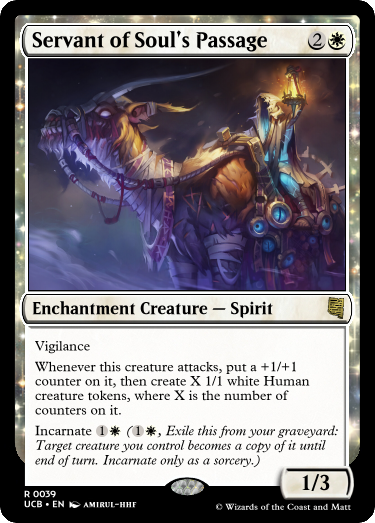 Servant of Soul's Passage 2
Enchantment Creature — Spirit
Vigilance
Whenever this creature attacks, put a +1/+1
counter on it, then create X 1/1 white Human
creature tokens, where X is the number of
counters on it.
Incarnate 1 (1, Exile this from your graveyard:
Target creature you control becomes a copy of it until
end of turn. Incarnate only as a sorcery.)
1/3
R 0039
UCB • EN AMIRUL-HHF
© Wizards of the Coast and Matt